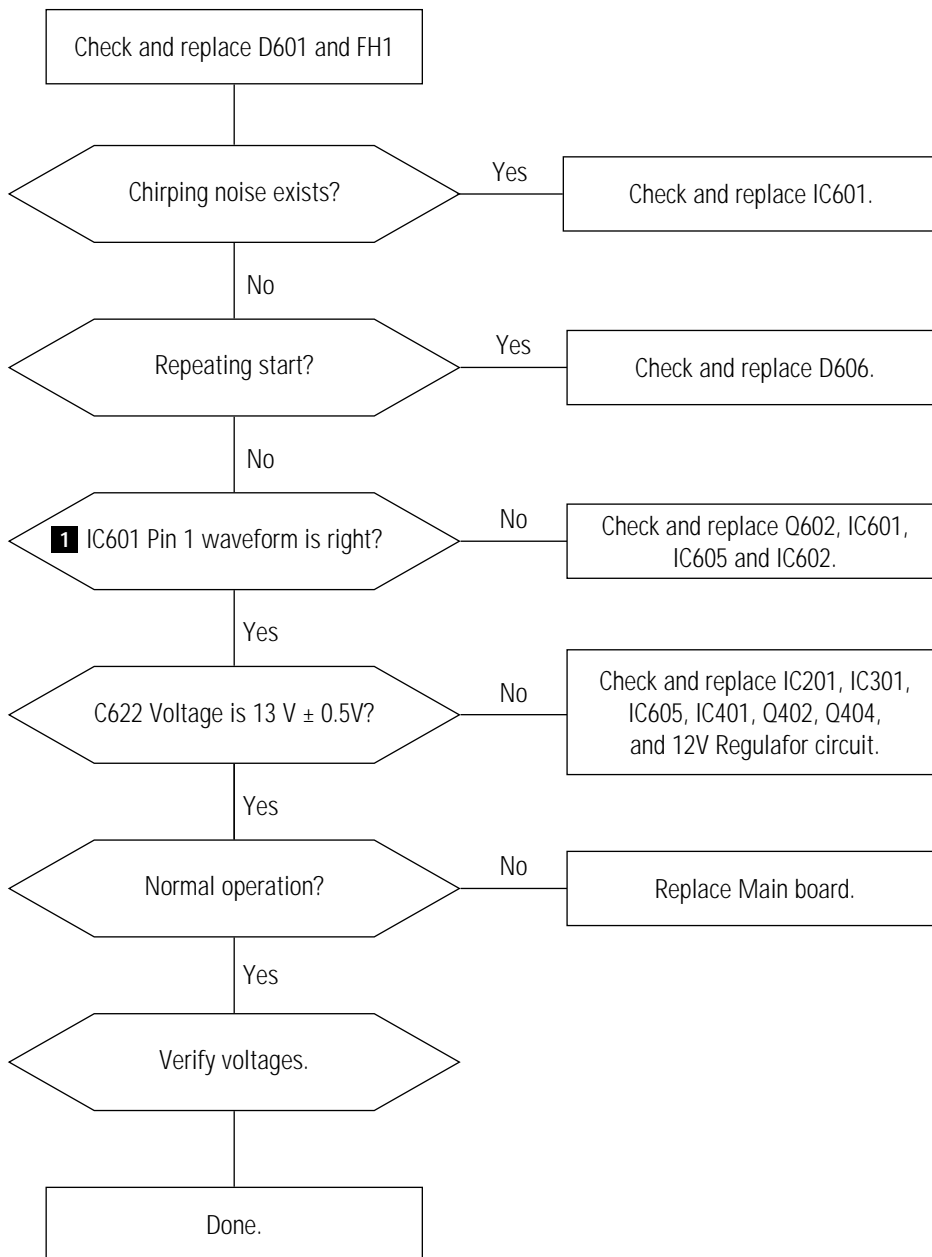 Check and replace D601 and FH1
Chirping noise exists?
Yes
Check and replace IC601.
No
Repeating start?
Yes
Check and replace D606.
No
1 IC601 Pin 1 waveform is right?
No
Check and replace Q602, IC601,
IC605 and IC602.
Yes
C622 Voltage is 13 V ± 0.5V?
No
Check and replace IC201, IC301,
IC605, IC401, Q402, Q404,
and 12V Regulafor circuit.
Yes
Normal operation?
No
Replace Main board.
Yes
Verify voltages.
Done.